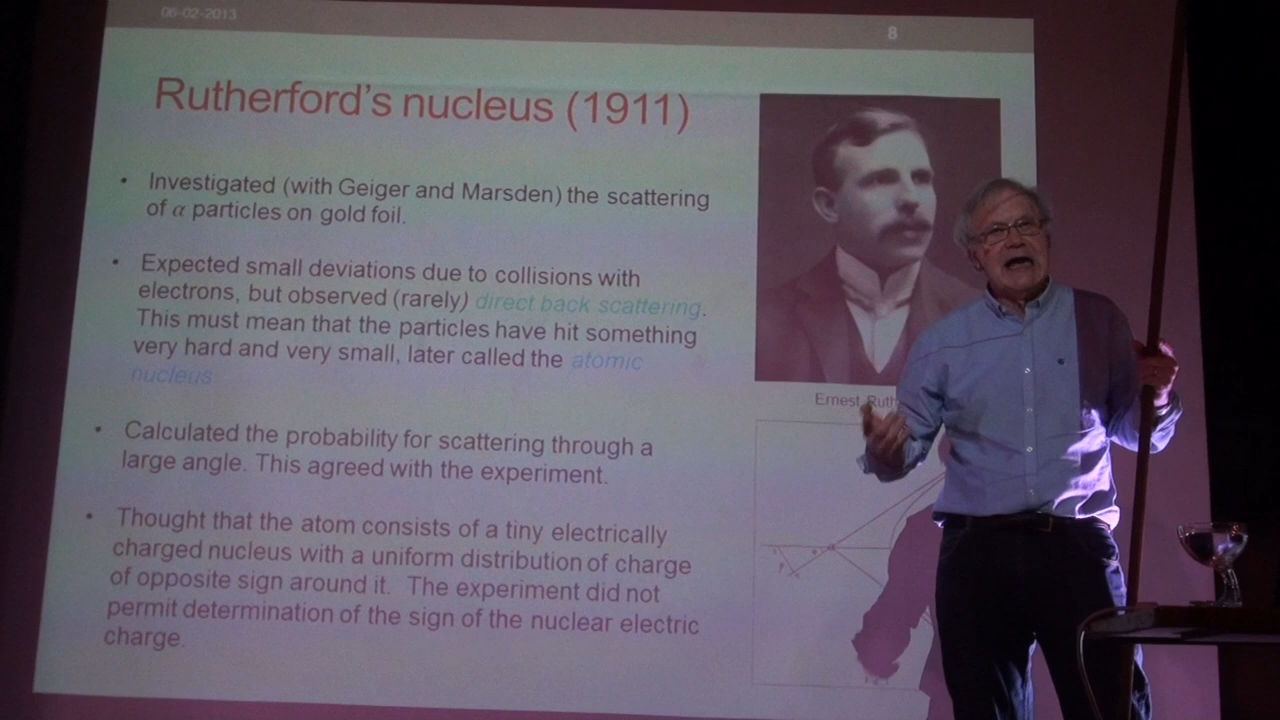 06-02-2013
8
Rutherford's nucleus (1911)
• Investigated (with Geiger and Marsden) the scattering
of α particles on gold foil.
• Expected small deviations due to collisions with
electrons, but observed (rarely) direct back scattering.
This must mean that the particles have hit something
very hard and very small, later called the atomic
nucleus
• Calculated the probability for scattering through a
large angle. This agreed with the experiment.
• Thought that the atom consists of a tiny electrically
charged nucleus with a uniform distribution of charge
of opposite sign around it. The experiment did not
permit determination of the sign of the nuclear electric
charge.
Ernest Ruth